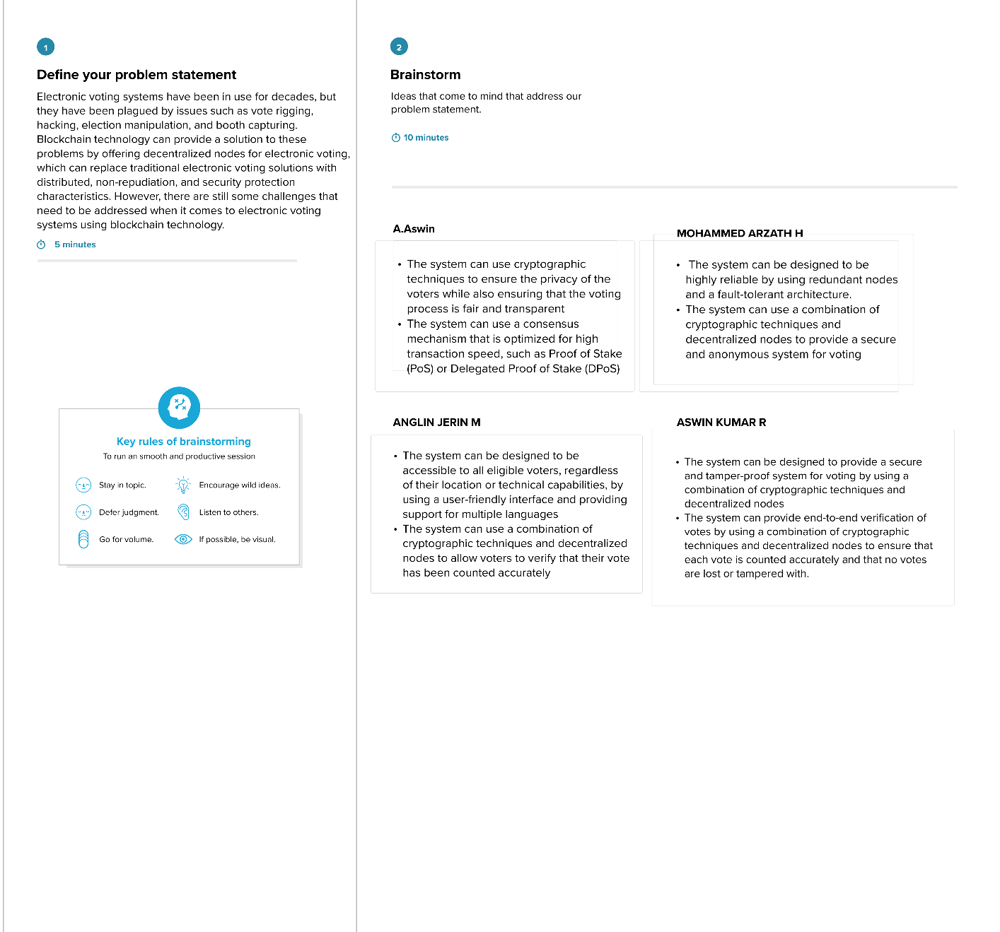 1
Define your problem statement
Electronic voting systems have been in use for decades, but
they have been plagued by issues such as vote rigging,
hacking, election manipulation, and booth capturing.
Blockchain technology can provide a solution to these
problems by offering decentralized nodes for electronic voting,
which can replace traditional electronic voting solutions with
distributed, non-repudiation, and security protection
characteristics. However, there are still some challenges that
need to be addressed when it comes to electronic voting
systems using blockchain technology.
5 minutes
Key rules of brainstorming
To run an smooth and productive session
Stay in topic.
Encourage wild ideas.
Defer judgment.
Listen to others.
Go for volume.
If possible, be visual.
2
Brainstorm
Ideas that come to mind that address our
problem statement.
10 minutes
A.Aswin
• The system can use cryptographic
techniques to ensure the privacy of the
voters while also ensuring that the voting
process is fair and transparent
• The system can use a consensus
mechanism that is optimized for high
transaction speed, such as Proof of Stake
(PoS) or Delegated Proof of Stake (DPoS)
MOHAMMED ARZATH H
• The system can be designed to be
highly reliable by using redundant nodes
and a fault-tolerant architecture.
• The system can use a combination of
cryptographic techniques and
decentralized nodes to provide a secure
and anonymous system for voting
ANGLIN JERIN M
• The system can be designed to be
accessible to all eligible voters, regardless
of their location or technical capabilities, by
using a user-friendly interface and providing
support for multiple languages
• The system can use a combination of
cryptographic techniques and decentralized
nodes to allow voters to verify that their vote
has been counted accurately
ASWIN KUMAR R
• The system can be designed to provide a secure
and tamper-proof system for voting by using a
combination of cryptographic techniques and
decentralized nodes
• The system can provide end-to-end verification of
votes by using a combination of cryptographic
techniques and decentralized nodes to ensure that
each vote is counted accurately and that no votes
are lost or tampered with.